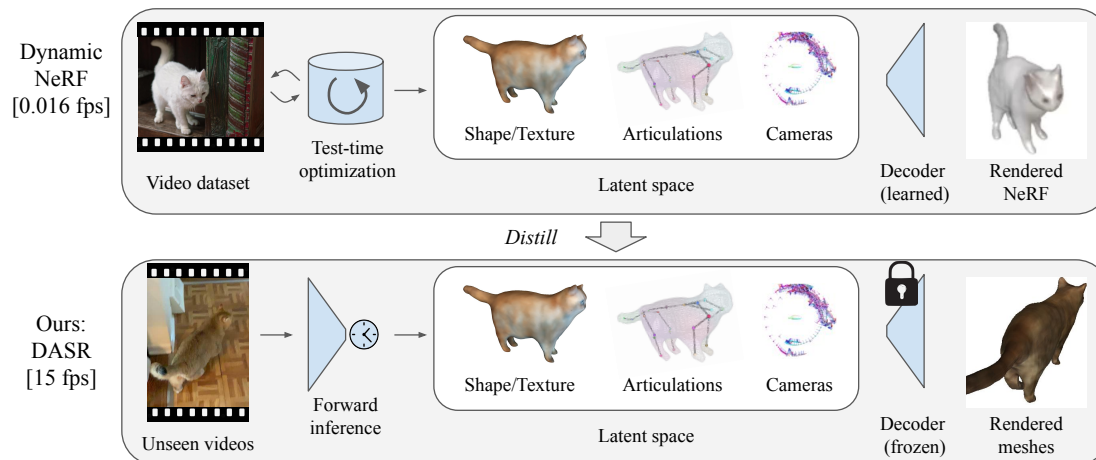 Dynamic
NeRF
[0.016 fps]
Video dataset
Test-time
optimization
Shape/Texture
Articulations
Cameras
Latent space
Decoder
(learned)
Rendered
NeRF
Distill
Ours:
DASR
[15 fps]
Unseen videos
Forward
inference
Shape/Texture
Articulations
Cameras
Latent space
Decoder
(frozen)
Rendered
meshes